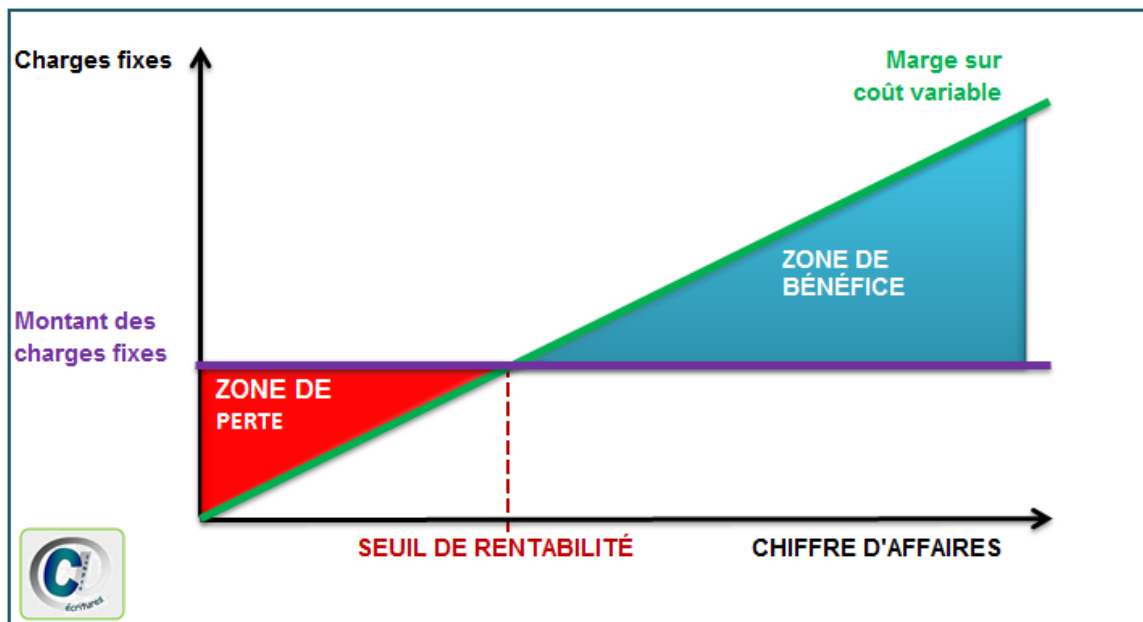 Charges fixes
Marge sur
coût variable
ZONE DE
BÉNÉFICE
Montant des
charges fixes
ZONE DE
PERTE
SEUIL DE RENTABILITÉ
CHIFFRE D'AFFAIRES
écritures